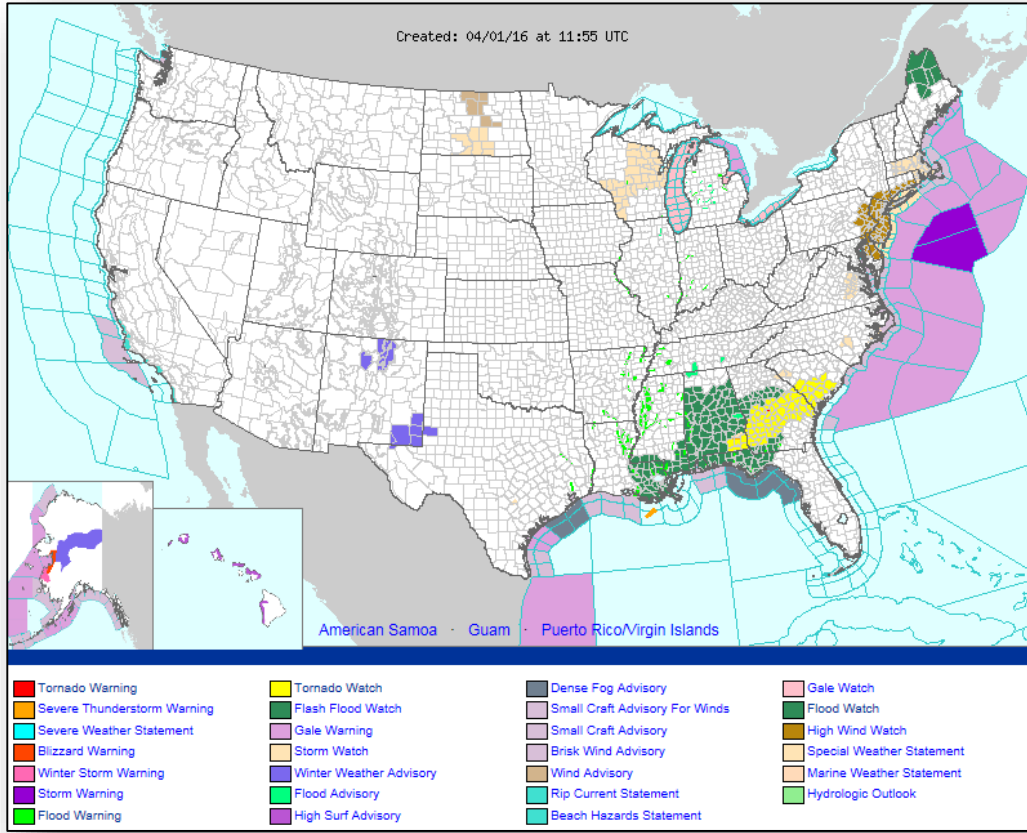 Created: 04/01/16 at 11:55 UTC
American Samoa - Guam - Puerto Rico/Virgin Islands
Tornado Warning
Severe Thunderstorm Warning
Severe Weather Statement
Blizzard Warning
Winter Storm Warning
Storm Warning
Flood Warning
Tornado Watch
Flash Flood Watch
Gale Warning
Storm Watch
Winter Weather Advisory
Flood Advisory
High Surf Advisory
Dense Fog Advisory
Small Craft Advisory For Winds
Small Craft Advisory
Brisk Wind Advisory
Wind Advisory
Rip Current Statement
Beach Hazards Statement
Gale Watch
Flood Watch
High Wind Watch
Special Weather Statement
Marine Weather Statement
Hydrologic Outlook